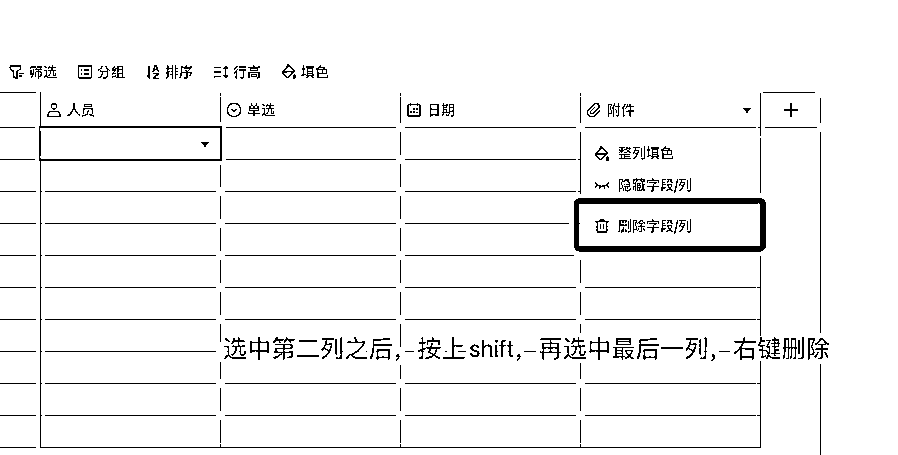 筛选 分组 排序 行高 填色
人员 单选 日期 附件
整列填色
隐藏字段/列
删除字段/列
选中第二列之后, 按上shift, 再选中最后一列, 右键删除